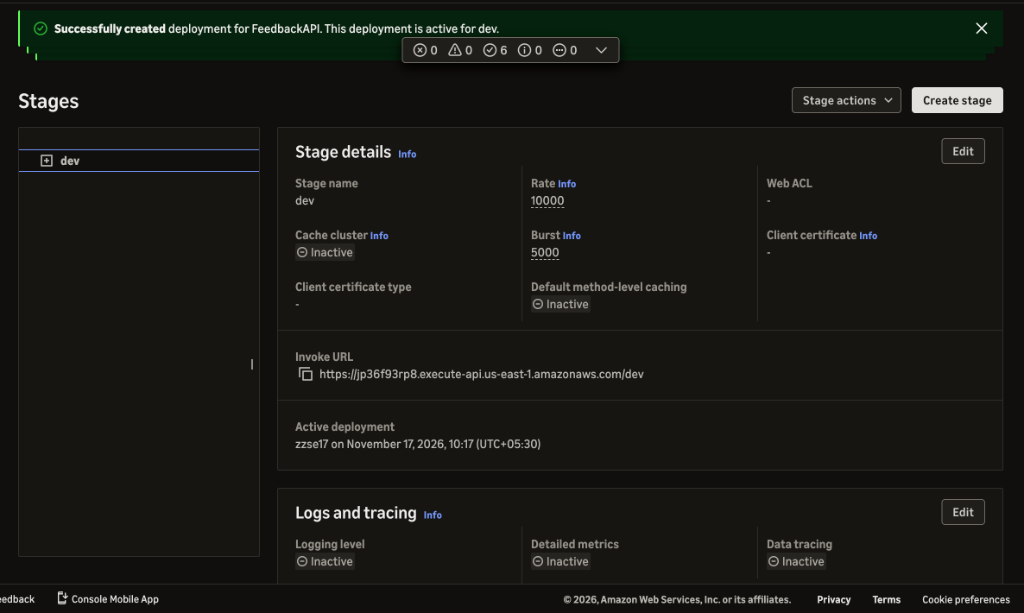 Successfully created deployment for FeedbackAPI. This deployment is active for dev.
0 0 6 0 0
Stages
Stage actions
Create stage
dev
Stage details Info
Edit
Stage name
dev
Rate Info
10000
Web ACL
-
Cache cluster Info
Inactive
Burst Info
5000
Client certificate Info
-
Client certificate type
-
Default method-level caching
Inactive
Invoke URL
https://jp36f93rp8.execute-api.us-east-1.amazonaws.com/dev
Active deployment
zzse17 on November 17, 2026, 10:17 (UTC+05:30)
Logs and tracing Info
Edit
Logging level
Inactive
Detailed metrics
Inactive
Data tracing
Inactive
eedback
Console Mobile App
© 2026, Amazon Web Services, Inc. or its affiliates.
Privacy
Terms
Cookie preferences